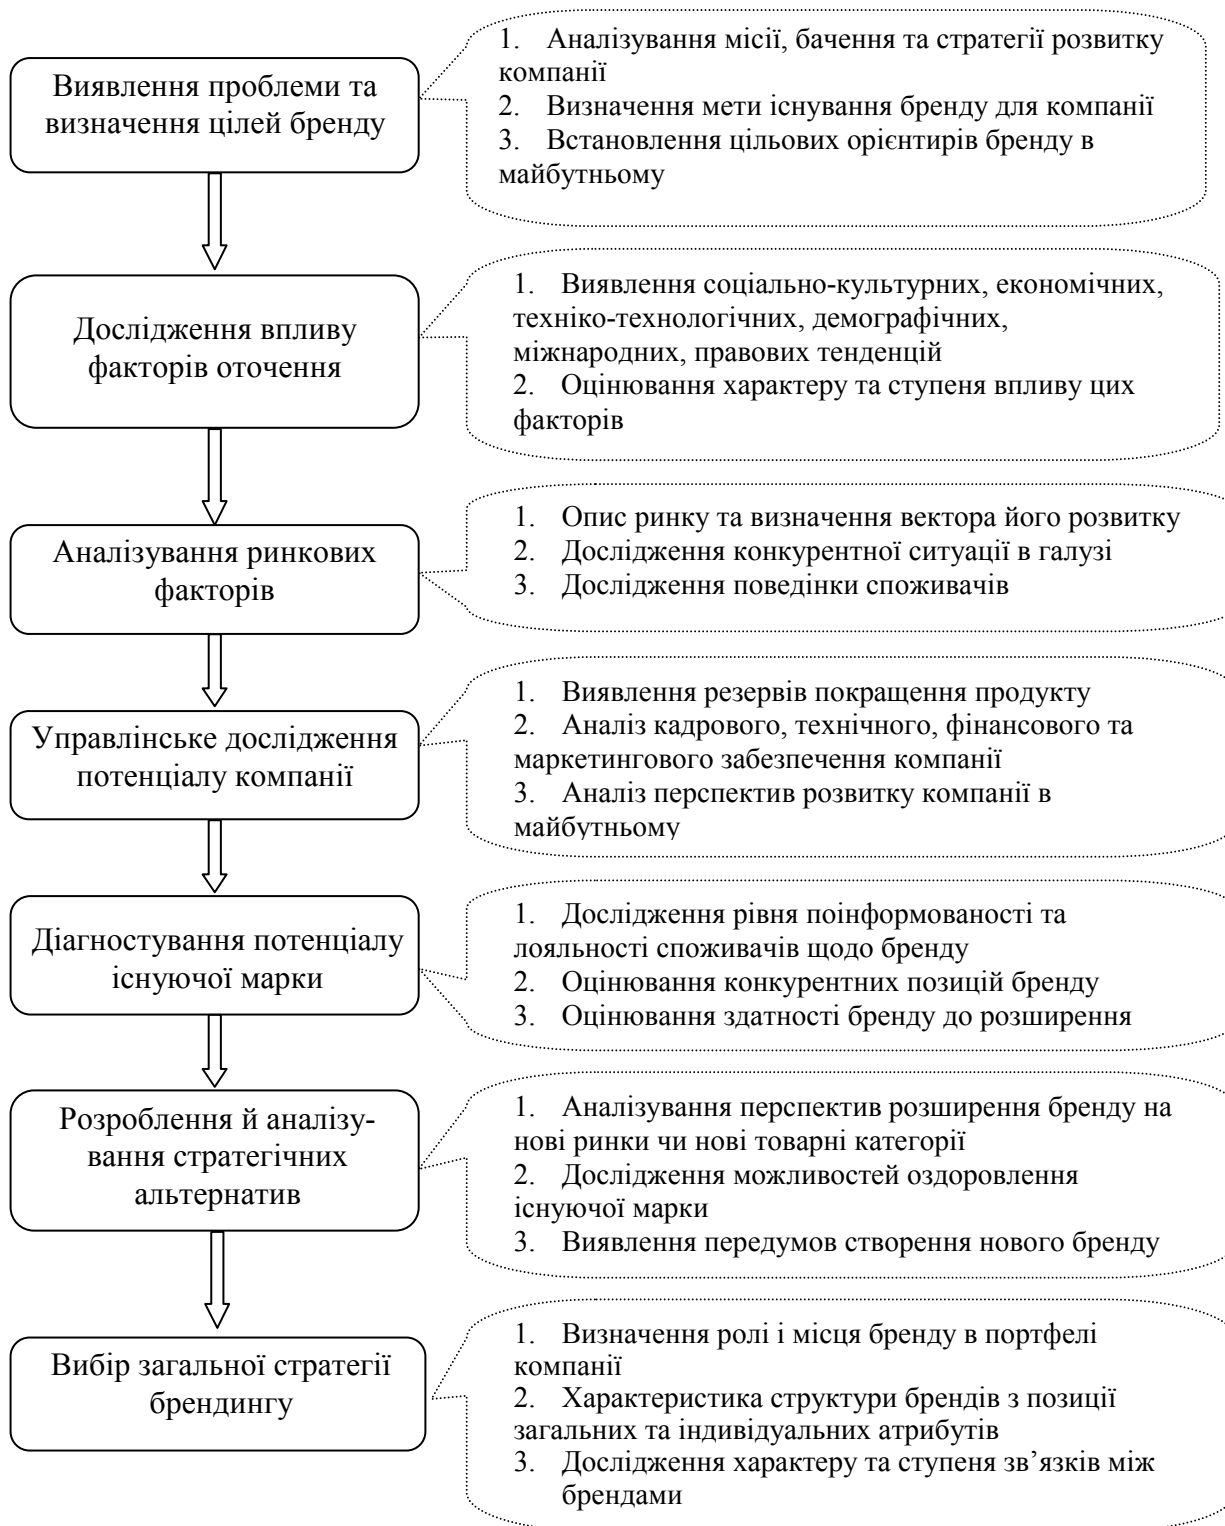 Виявлення проблеми та
визначення цілей бренду
1. Аналізування місії, бачення та стратегії розвитку
компанії
2. Визначення мети існування бренду для компанії
3. Встановлення цільових орієнтирів бренду в
майбутньому
Дослідження впливу
факторів оточення
1. Виявлення соціально-культурних, економічних,
техніко-технологічних, демографічних,
міжнародних, правових тенденцій
2. Оцінювання характеру та ступеня впливу цих
факторів
Аналізування ринкових
факторів
1. Опис ринку та визначення вектора його розвитку
2. Дослідження конкурентної ситуації в галузі
3. Дослідження поведінки споживачів
Управлінське дослідження
потенціалу компанії
1. Виявлення резервів покращення продукту
2. Аналіз кадрового, технічного, фінансового та
маркетингового забезпечення компанії
3. Аналіз перспектив розвитку компанії в
майбутньому
Діагностування потенціалу
існуючої марки
1. Дослідження рівня поінформованості та
лояльності споживачів щодо бренду
2. Оцінювання конкурентних позицій бренду
3. Оцінювання здатності бренду до розширення
Розроблення й аналізу-
вання стратегічних
альтернатив
1. Аналізування перспектив розширення бренду на
нові ринки чи нові товарні категорії
2. Дослідження можливостей оздоровлення
існуючої марки
3. Виявлення передумов створення нового бренду
Вибір загальної стратегії
брендингу
1. Визначення ролі і місця бренду в портфелі
компанії
2. Характеристика структури брендів з позиції
загальних та індивідуальних атрибутів
3. Дослідження характеру та ступеня зв’язків між
брендами